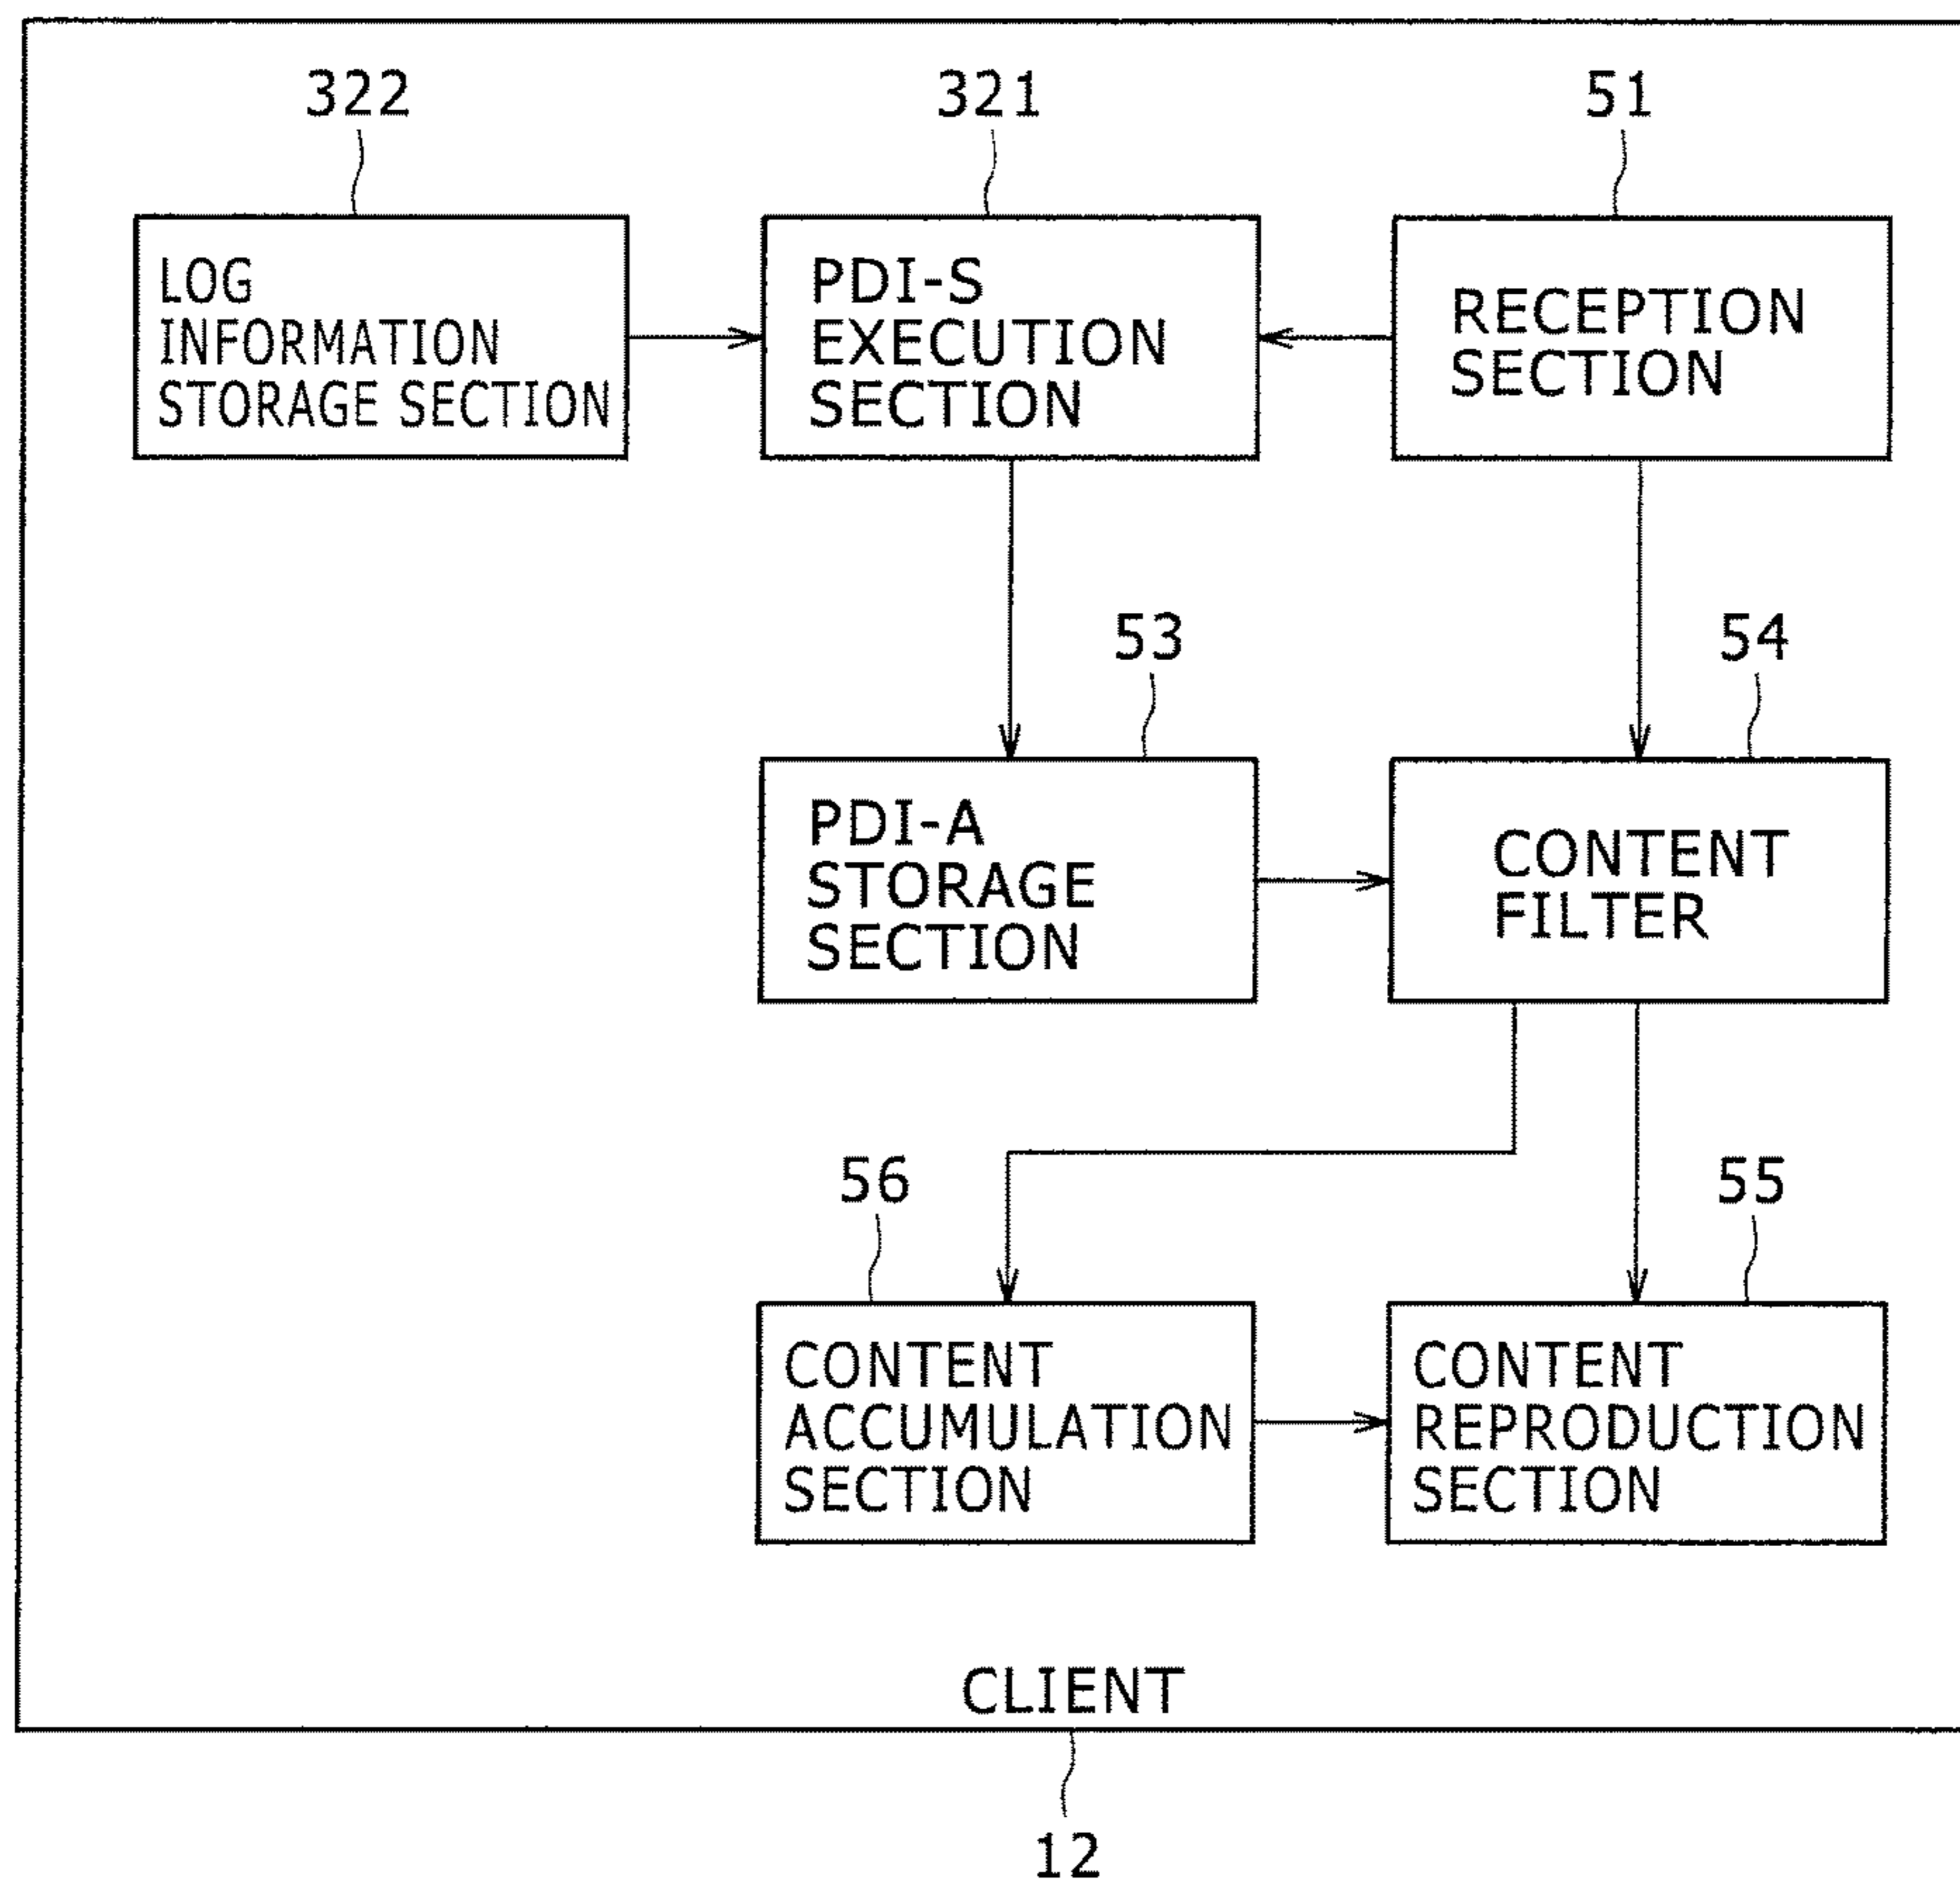 322
321
51
LOG
INFORMATION
STORAGE SECTION
PDI-S
EXECUTION
SECTION
RECEPTION
SECTION
53
54
PDI-A
STORAGE
SECTION
CONTENT
FILTER
56
55
CONTENT
ACCUMULATION
SECTION
CONTENT
REPRODUCTION
SECTION
CLIENT
12